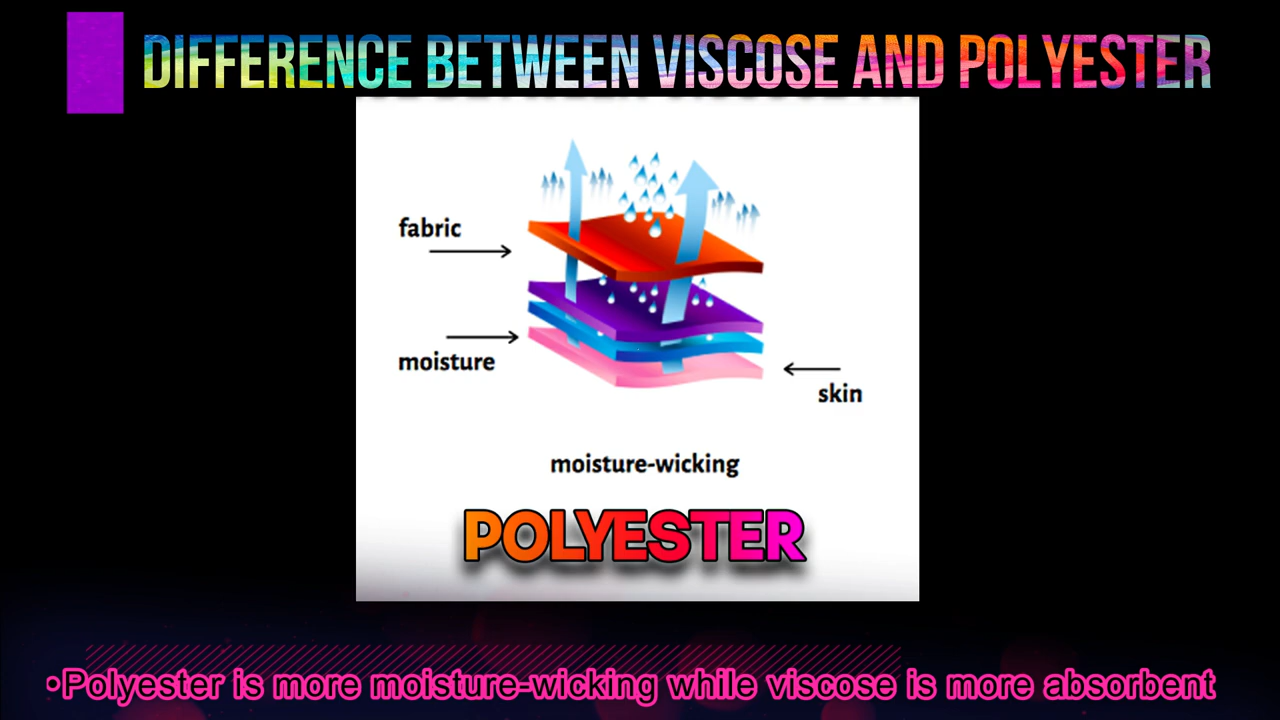 DIFFERENCE BETWEEN VISCOSE AND POLYESTER
fabric
moisture
skin
moisture-wicking
POLYESTER
•Polyester is more moisture-wicking while viscose is more absorbent